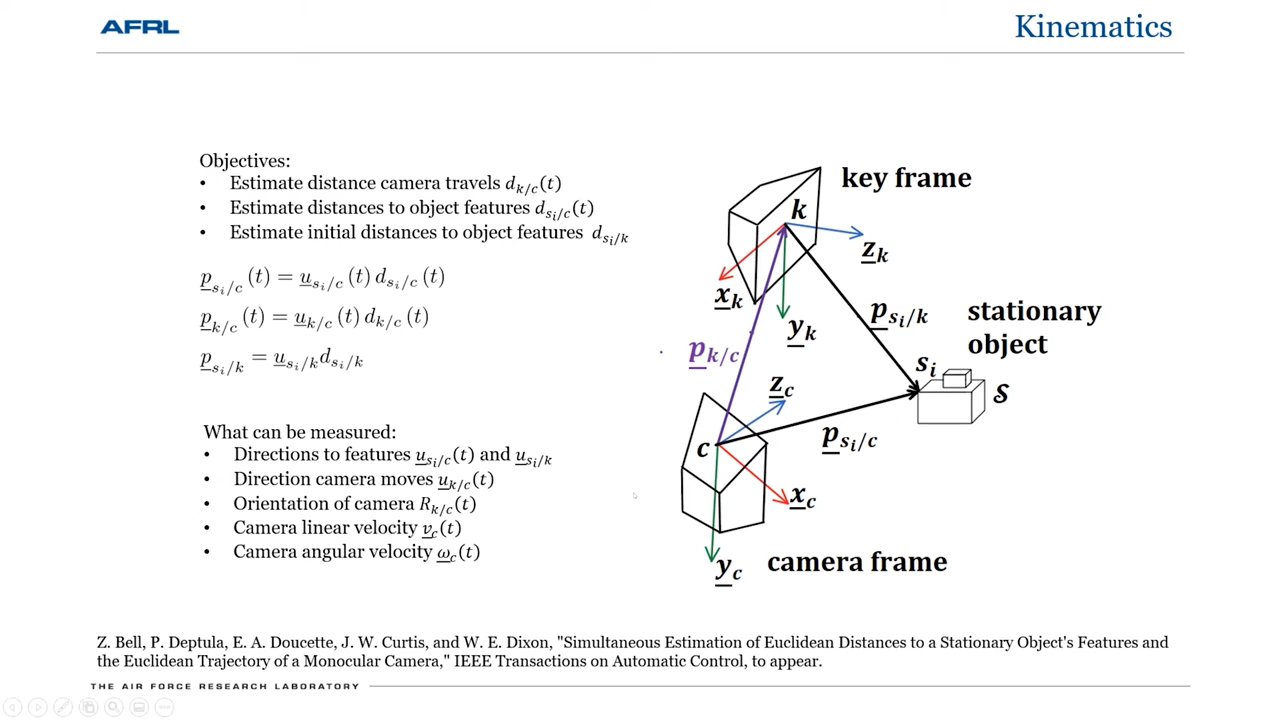 AFRL
Kinematics
Objectives:
• Estimate distance camera travels d_{k/c}(t)
• Estimate distances to object features d_{s_i/c}(t)
• Estimate initial distances to object features d_{s_i/k}
p_{s_i/c}(t) = u_{s_i/c}(t) d_{s_i/c}(t)
p_{k/c}(t) = u_{k/c}(t) d_{k/c}(t)
p_{s_i/k} = u_{s_i/k} d_{s_i/k}
What can be measured:
• Directions to features u_{s_i/c}(t) and u_{s_i/k}
• Direction camera moves u_{k/c}(t)
• Orientation of camera R_{k/c}(t)
• Camera linear velocity v_c(t)
• Camera angular velocity ω_c(t)
key frame
k
z_k
x_k
y_k
p_{s_i/k}
stationary
object
p_{k/c}
s_i
z_c
S
c
p_{s_i/c}
x_c
y_c
camera frame
Z. Bell, P. Deptula, E. A. Doucette, J. W. Curtis, and W. E. Dixon, "Simultaneous Estimation of Euclidean Distances to a Stationary Object's Features and
the Euclidean Trajectory of a Monocular Camera," IEEE Transactions on Automatic Control, to appear.
THE AIR FORCE RESEARCH LABORATORY